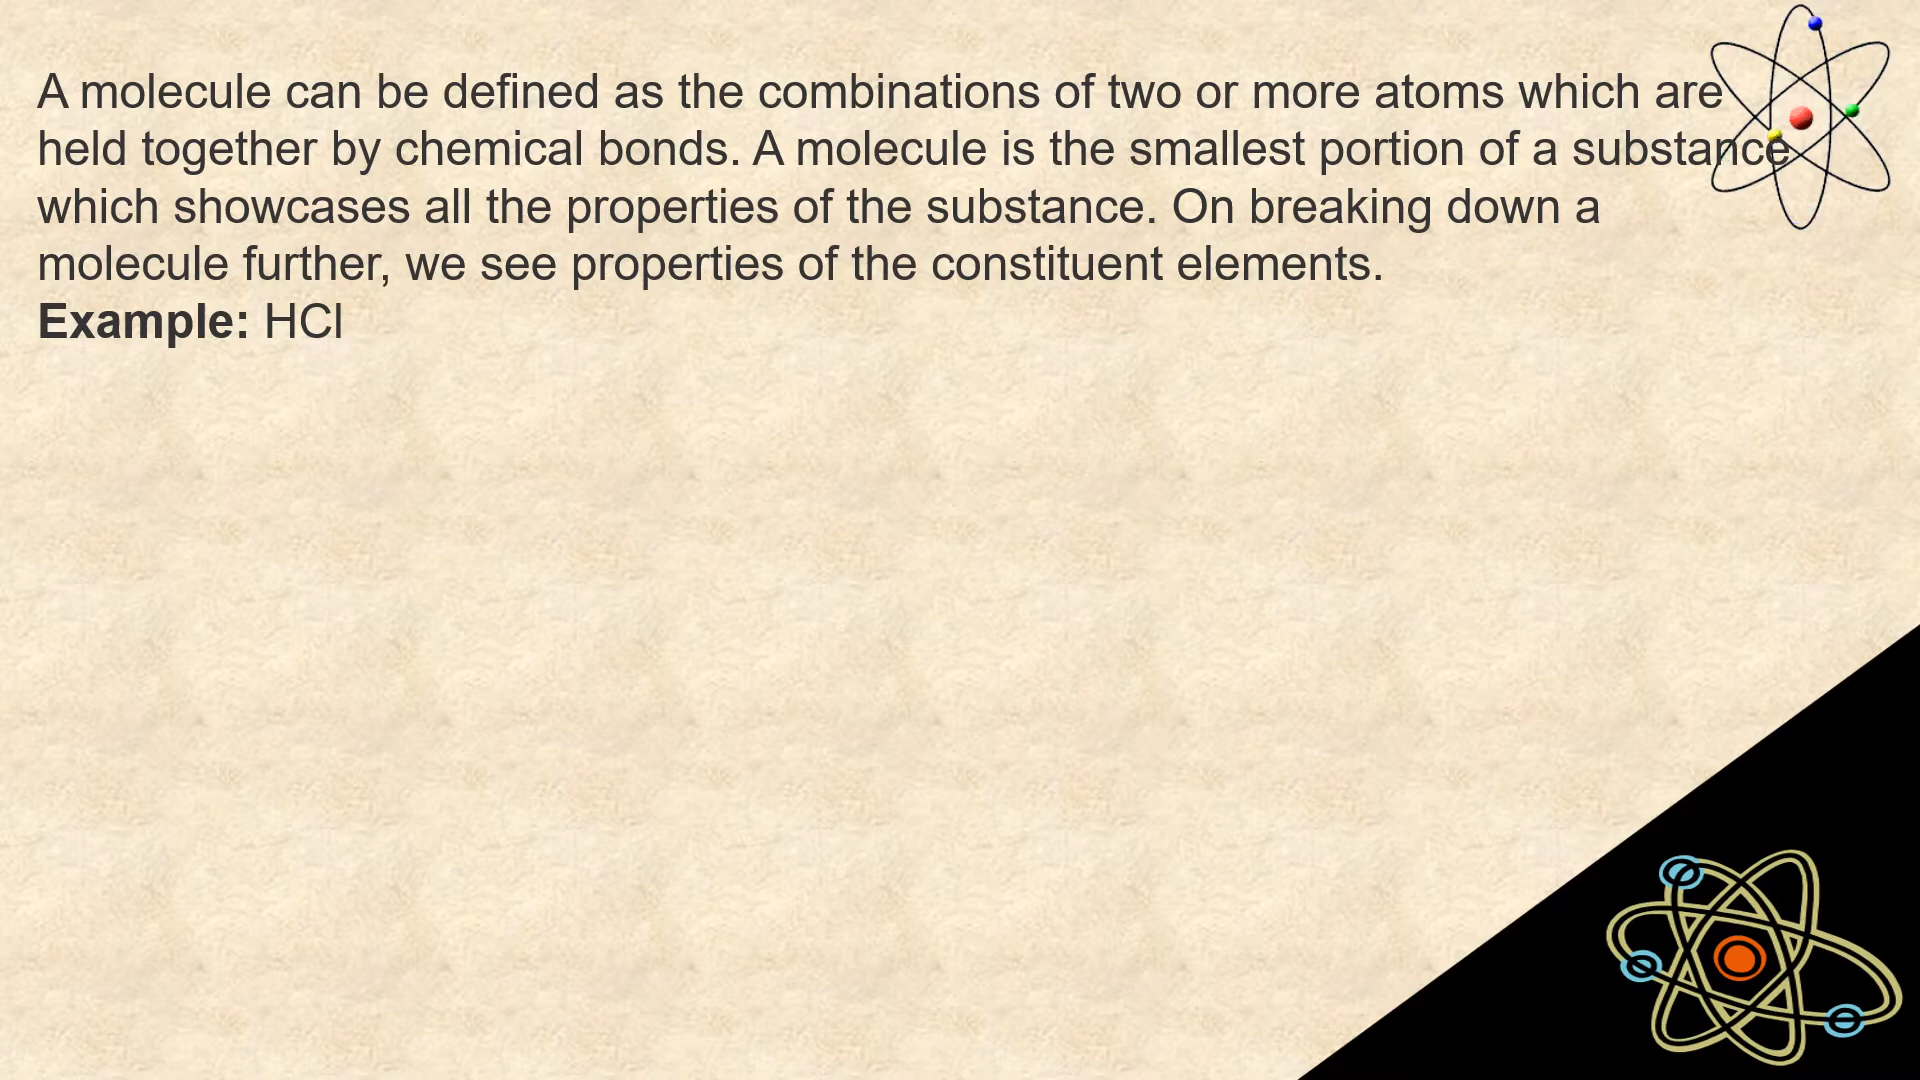 A molecule can be defined as the combinations of two or more atoms which are
held together by chemical bonds. A molecule is the smallest portion of a substance
which showcases all the properties of the substance. On breaking down a
molecule further, we see properties of the constituent elements.
Example: HCl